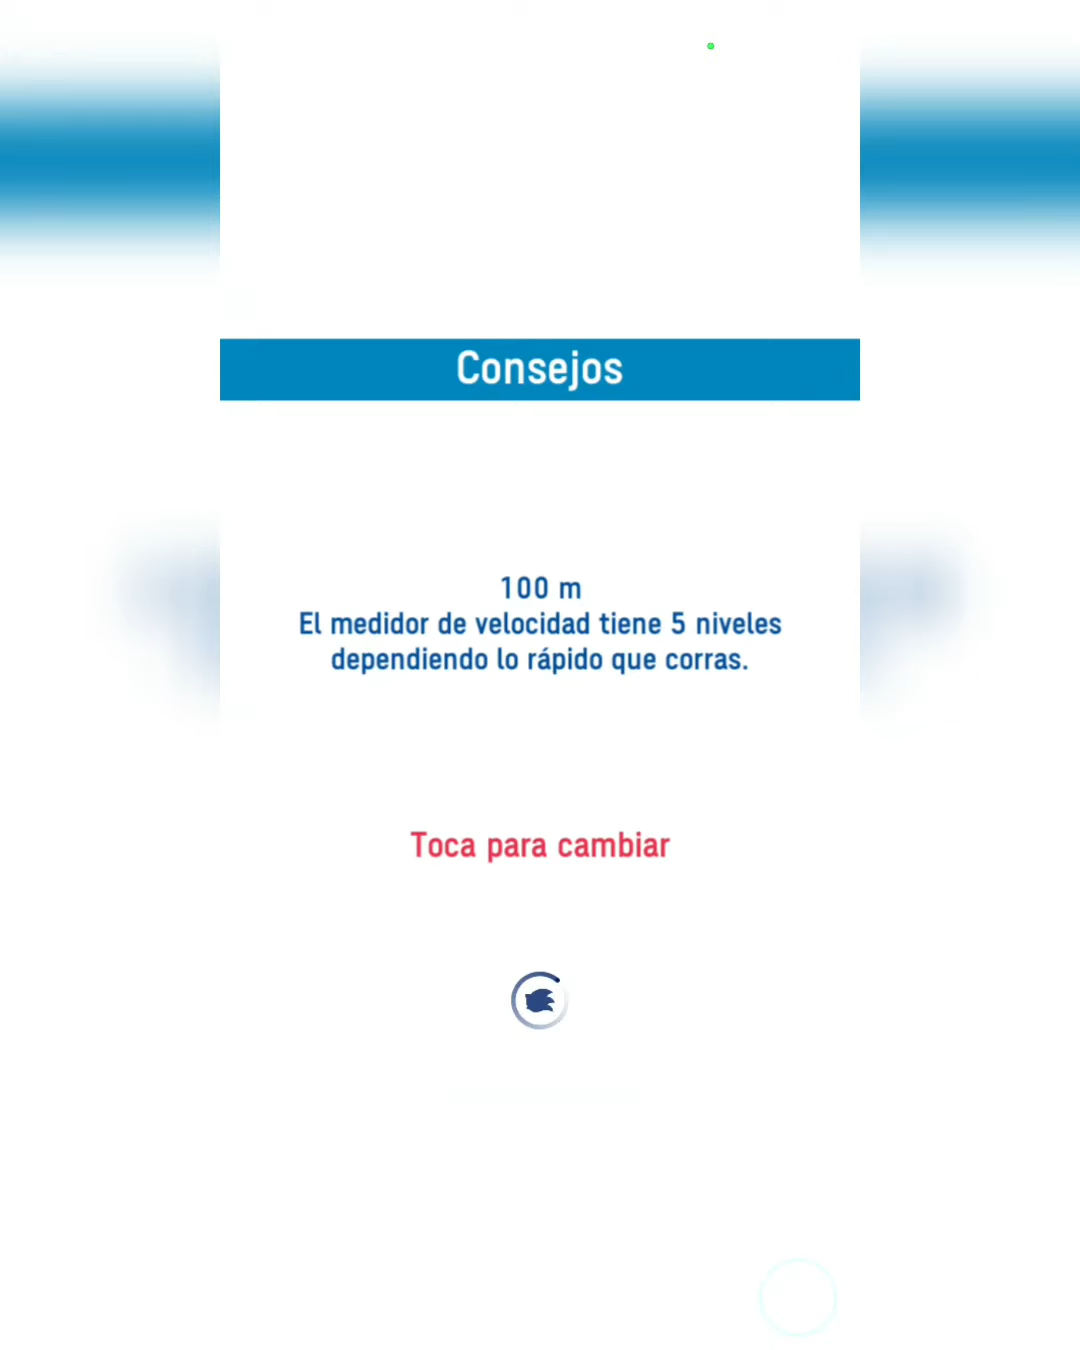 Consejos
100 m
El medidor de velocidad tiene 5 niveles
dependiendo lo rápido que corras.
Toca para cambiar